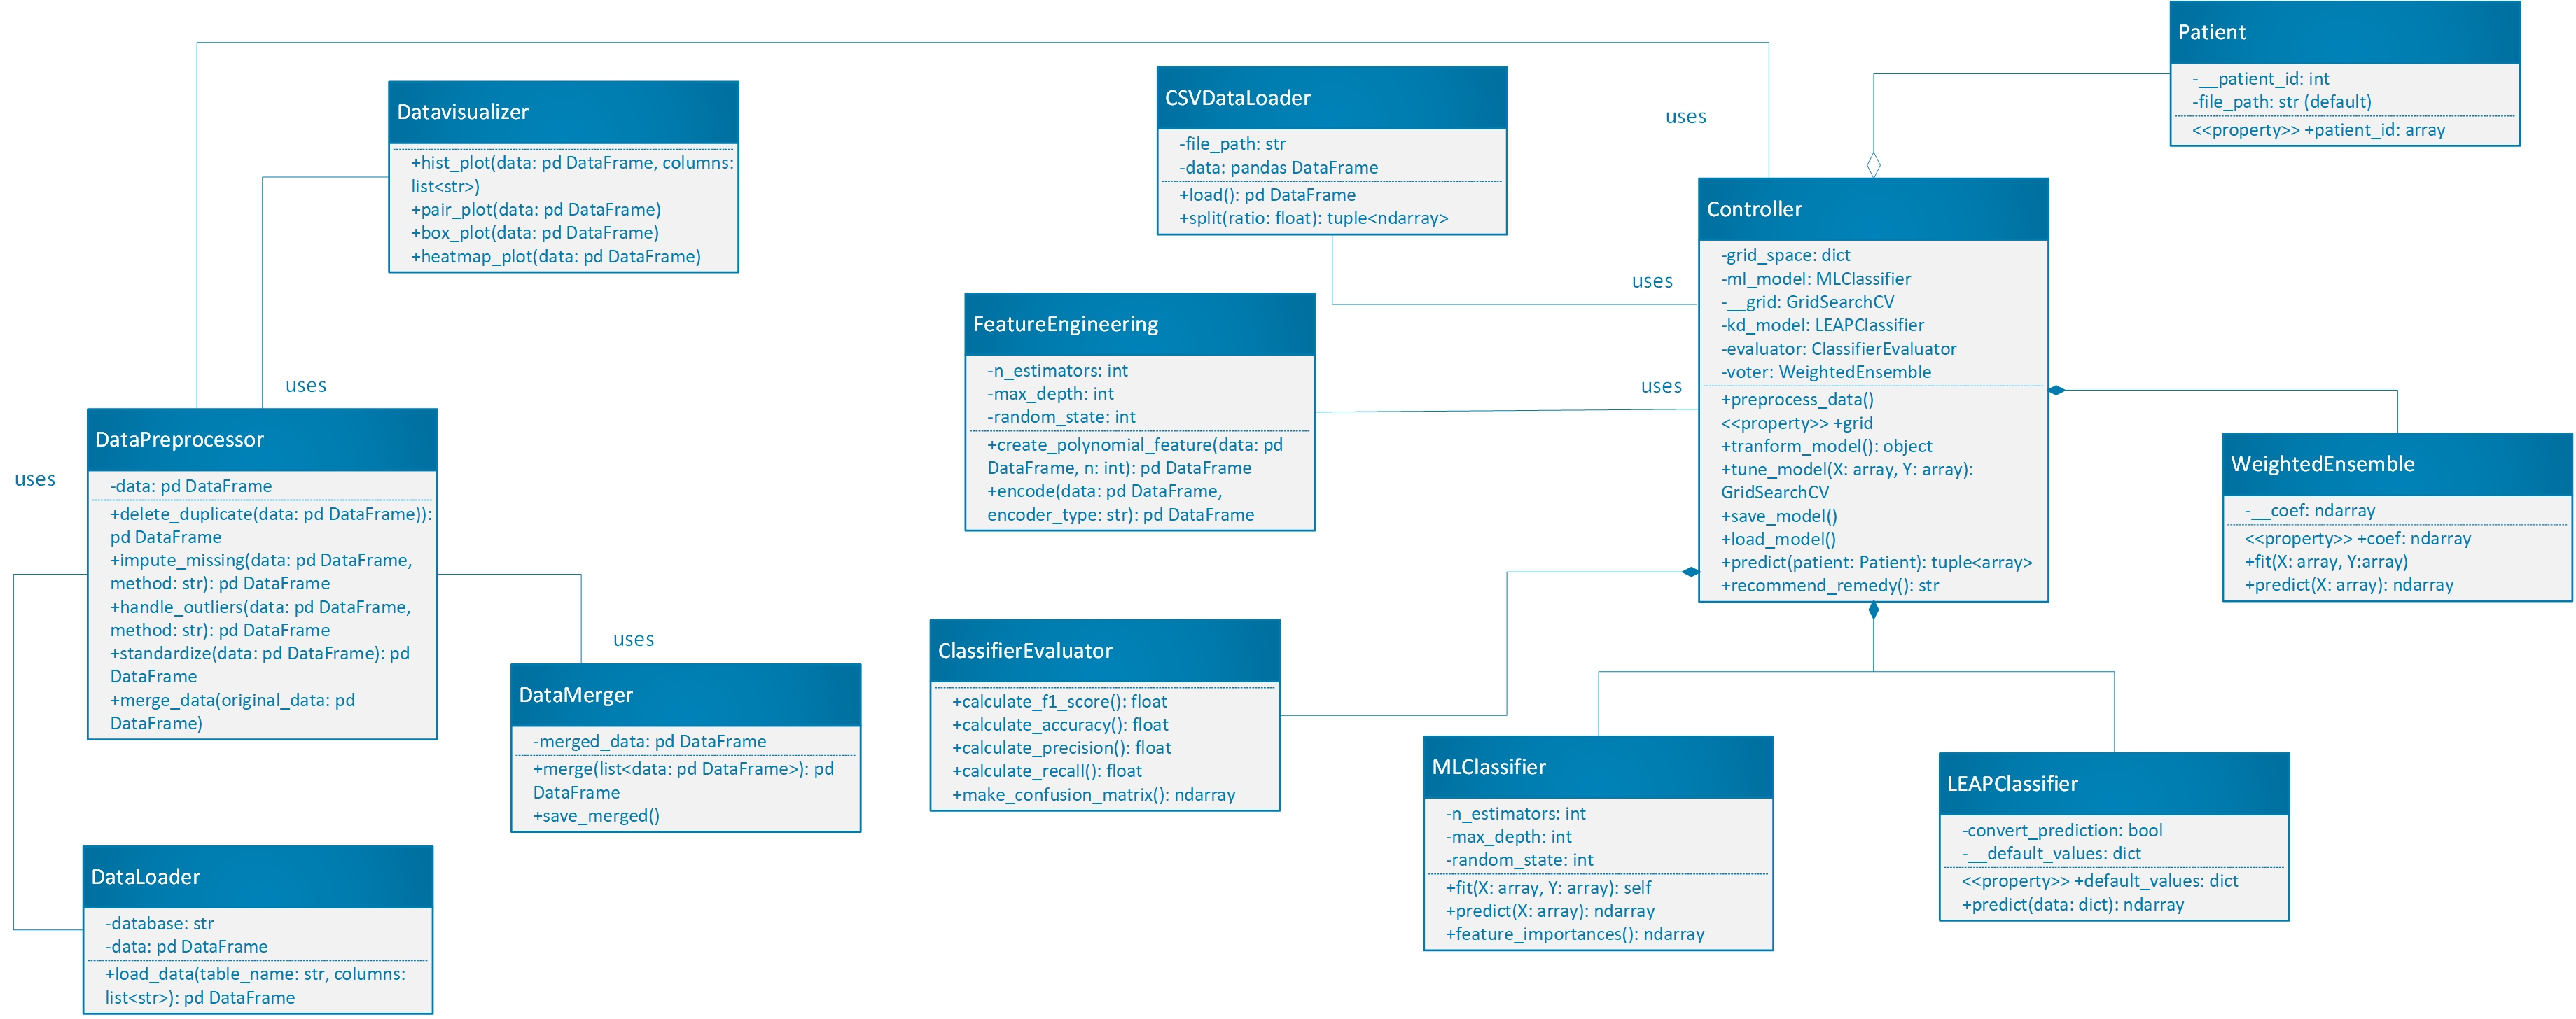 Patient
-__patient_id: int
-file_path: str (default)
<<property>> +patient_id: array
Datavisualizer
+hist_plot(data: pd DataFrame, columns:
list<str>)
+pair_plot(data: pd DataFrame)
+box_plot(data: pd DataFrame)
+heatmap_plot(data: pd DataFrame)
CSVDataLoader
-file_path: str
-data: pandas DataFrame
+load(): pd DataFrame
+split(ratio: float): tuple<ndarray>
uses
Controller
-grid_space: dict
-ml_model: MLClassifier
-__grid: GridSearchCV
-kd_model: LEAPClassifier
-evaluator: ClassifierEvaluator
-voter: WeightedEnsemble
+preprocess_data()
<<property>> +grid
+tranform_model(): object
+tune_model(X: array, Y: array):
GridSearchCV
+save_model()
+load_model()
+predict(patient: Patient): tuple<array>
+recommend_remedy(): str
uses
FeatureEngineering
-n_estimators: int
-max_depth: int
-random_state: int
+create_polynomial_feature(data: pd
DataFrame, n: int): pd DataFrame
+encode(data: pd DataFrame,
encoder_type: str): pd DataFrame
uses
uses
DataPreprocessor
-data: pd DataFrame
+delete_duplicate(data: pd DataFrame)):
pd DataFrame
+impute_missing(data: pd DataFrame,
method: str): pd DataFrame
+handle_outliers(data: pd DataFrame,
method: str): pd DataFrame
+standardize(data: pd DataFrame): pd
DataFrame
+merge_data(original_data: pd
DataFrame)
uses
WeightedEnsemble
-__coef: ndarray
<<property>> +coef: ndarray
+fit(X: array, Y:array)
+predict(X: array): ndarray
uses
DataMerger
-merged_data: pd DataFrame
+merge(list<data: pd DataFrame>): pd
DataFrame
+save_merged()
ClassifierEvaluator
+calculate_f1_score(): float
+calculate_accuracy(): float
+calculate_precision(): float
+calculate_recall(): float
+make_confusion_matrix(): ndarray
MLClassifier
-n_estimators: int
-max_depth: int
-random_state: int
+fit(X: array, Y: array): self
+predict(X: array): ndarray
+feature_importances(): ndarray
LEAPClassifier
-convert_prediction: bool
-__default_values: dict
<<property>> +default_values: dict
+predict(data: dict): ndarray
DataLoader
-database: str
-data: pd DataFrame
+load_data(table_name: str, columns:
list<str>): pd DataFrame